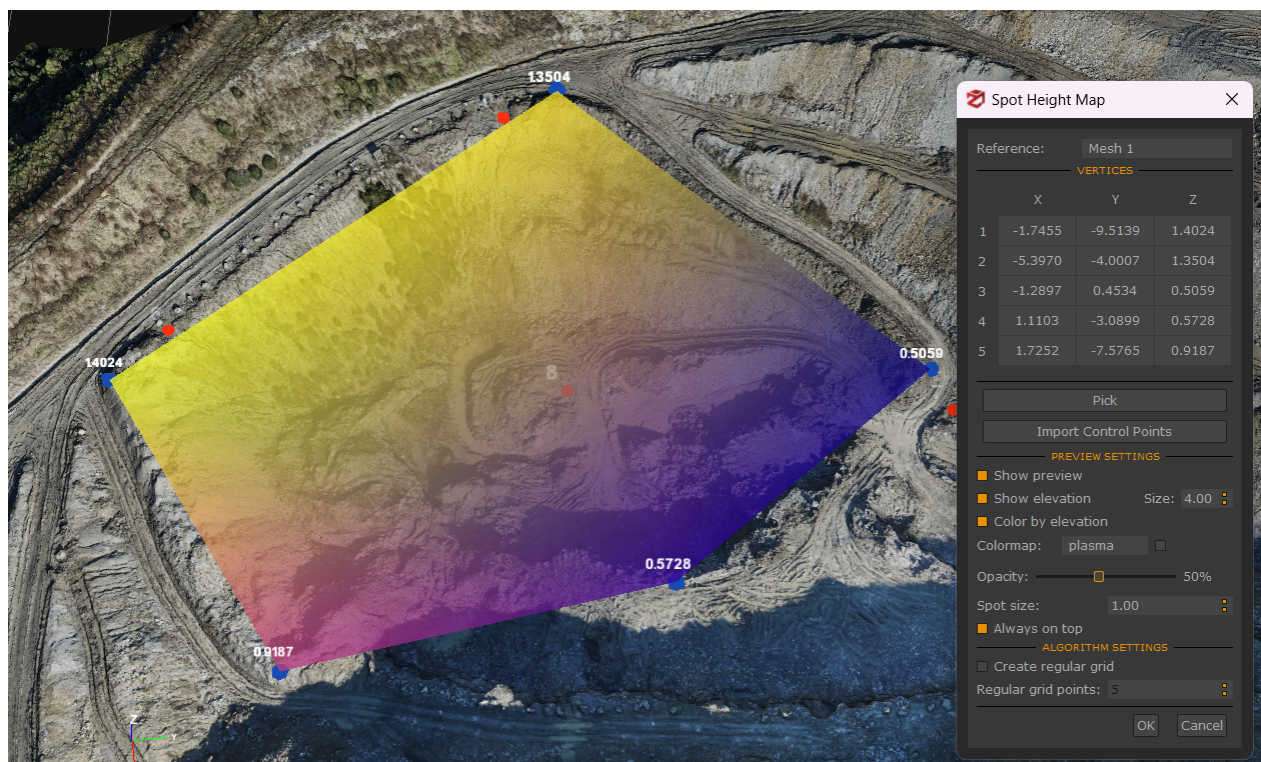 1.3504
1.4024
0.5059
8
0.5728
0.9187
Z
Y
Spot Height Map
Reference: Mesh 1
VERTICES
X Y Z
1 -1.7455 -9.5139 1.4024
2 -5.3970 -4.0007 1.3504
3 -1.2897 0.4534 0.5059
4 1.1103 -3.0899 0.5728
5 1.7252 -7.5765 0.9187
Pick
Import Control Points
PREVIEW SETTINGS
Show preview
Show elevation Size: 4.00
Color by elevation
Colormap: plasma
Opacity: 50%
Spot size: 1.00
Always on top
ALGORITHM SETTINGS
Create regular grid
Regular grid points: 5
OK Cancel